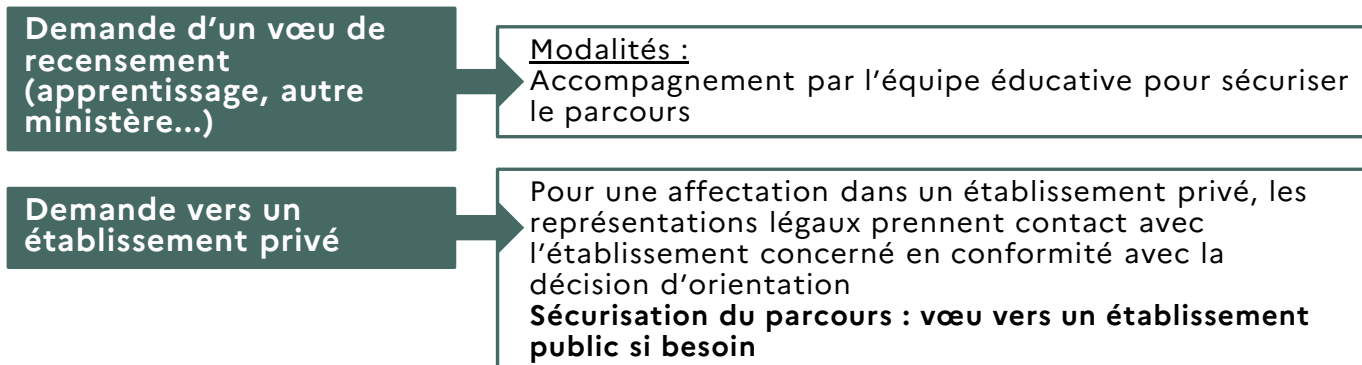 Demande d’un vœu de
recensement
(apprentissage, autre
ministère...)
Modalités :
Accompagnement par l’équipe éducative pour sécuriser
le parcours
Demande vers un
établissement privé
Pour une affectation dans un établissement privé, les
représentations légaux prennent contact avec
l’établissement concerné en conformité avec la
décision d’orientation
Sécurisation du parcours : vœu vers un établissement
public si besoin